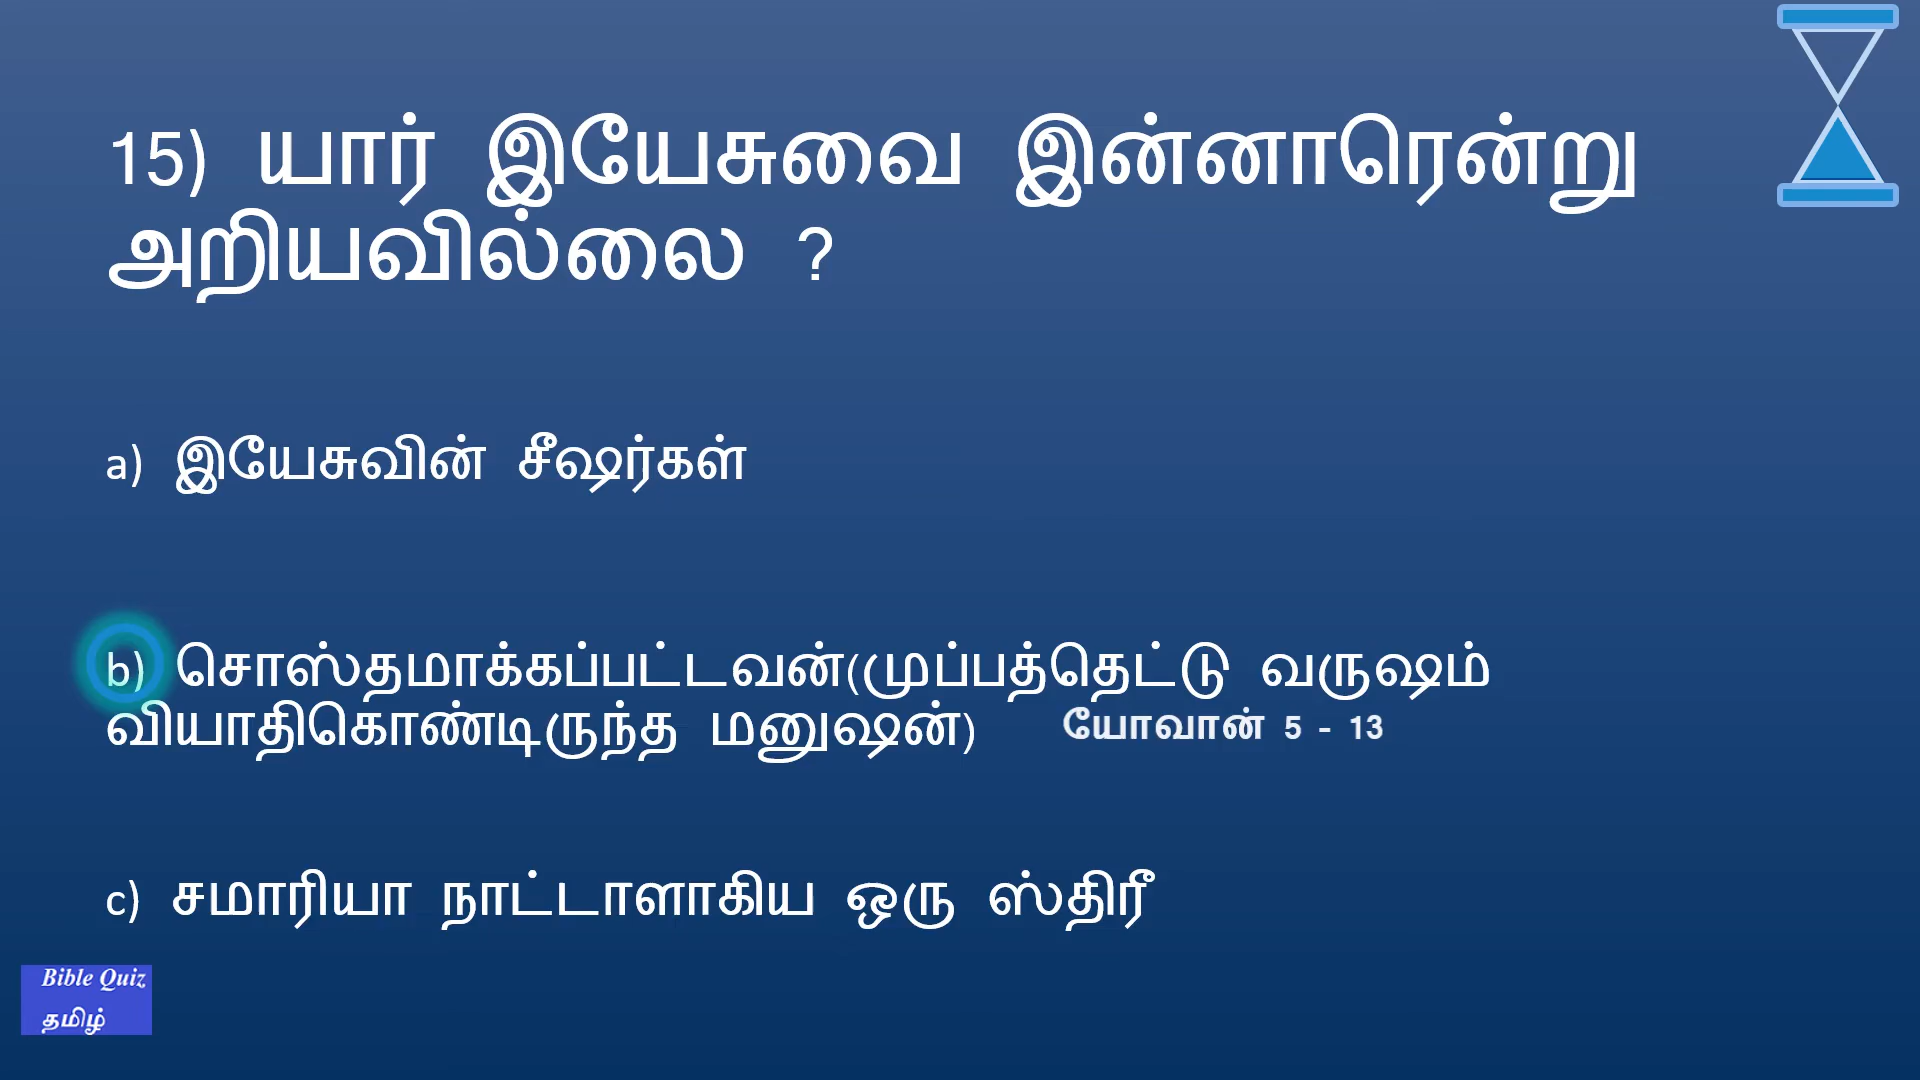 15) யார் இயேசுவை இன்னாரென்று
அறியவில்லை ?
a) இயேசுவின் சீஷர்கள்
b) சொஸ்தமாக்கப்பட்டவன்(முப்பத்தெட்டு வருஷம்
வியாதிகொண்டிருந்த மனுஷன்) யோவான் 5 - 13
c) சமாரியா நாட்டாளாகிய ஒரு ஸ்திரீ
Bible Quiz
தமிழ்